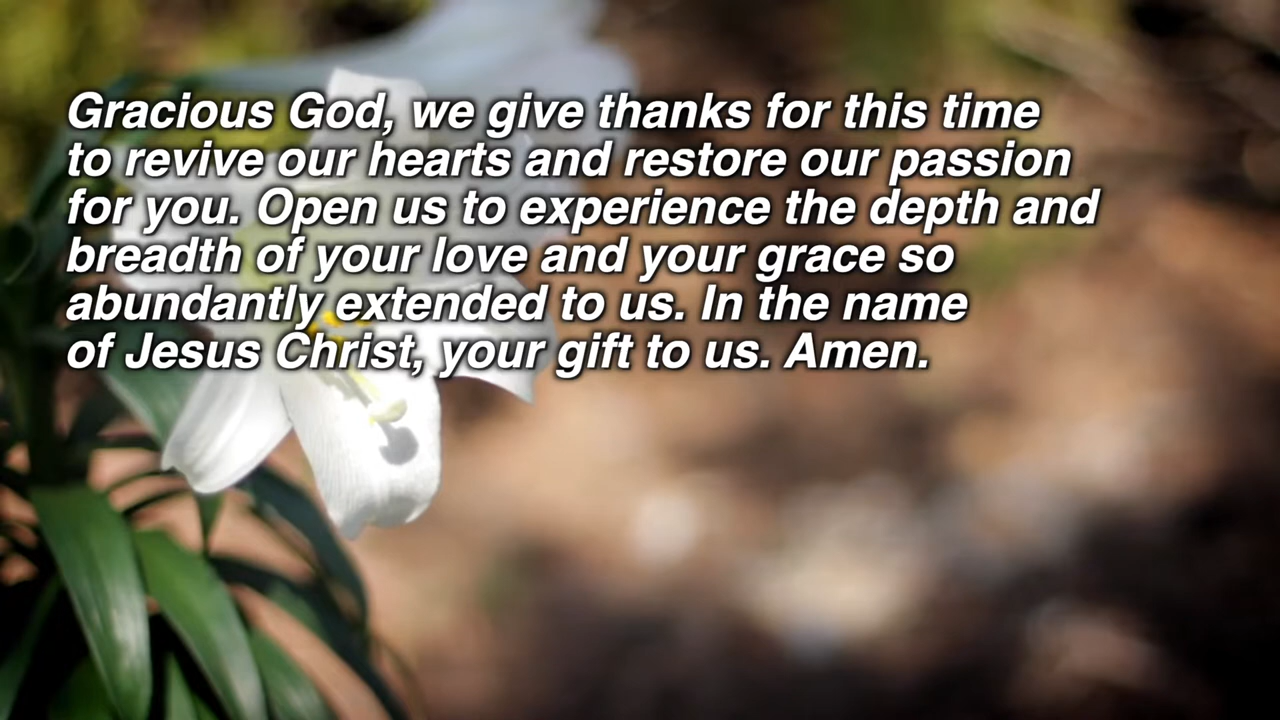 Gracious God, we give thanks for this time
to revive our hearts and restore our passion
for you. Open us to experience the depth and
breadth of your love and your grace so
abundantly extended to us. In the name
of Jesus Christ, your gift to us. Amen.